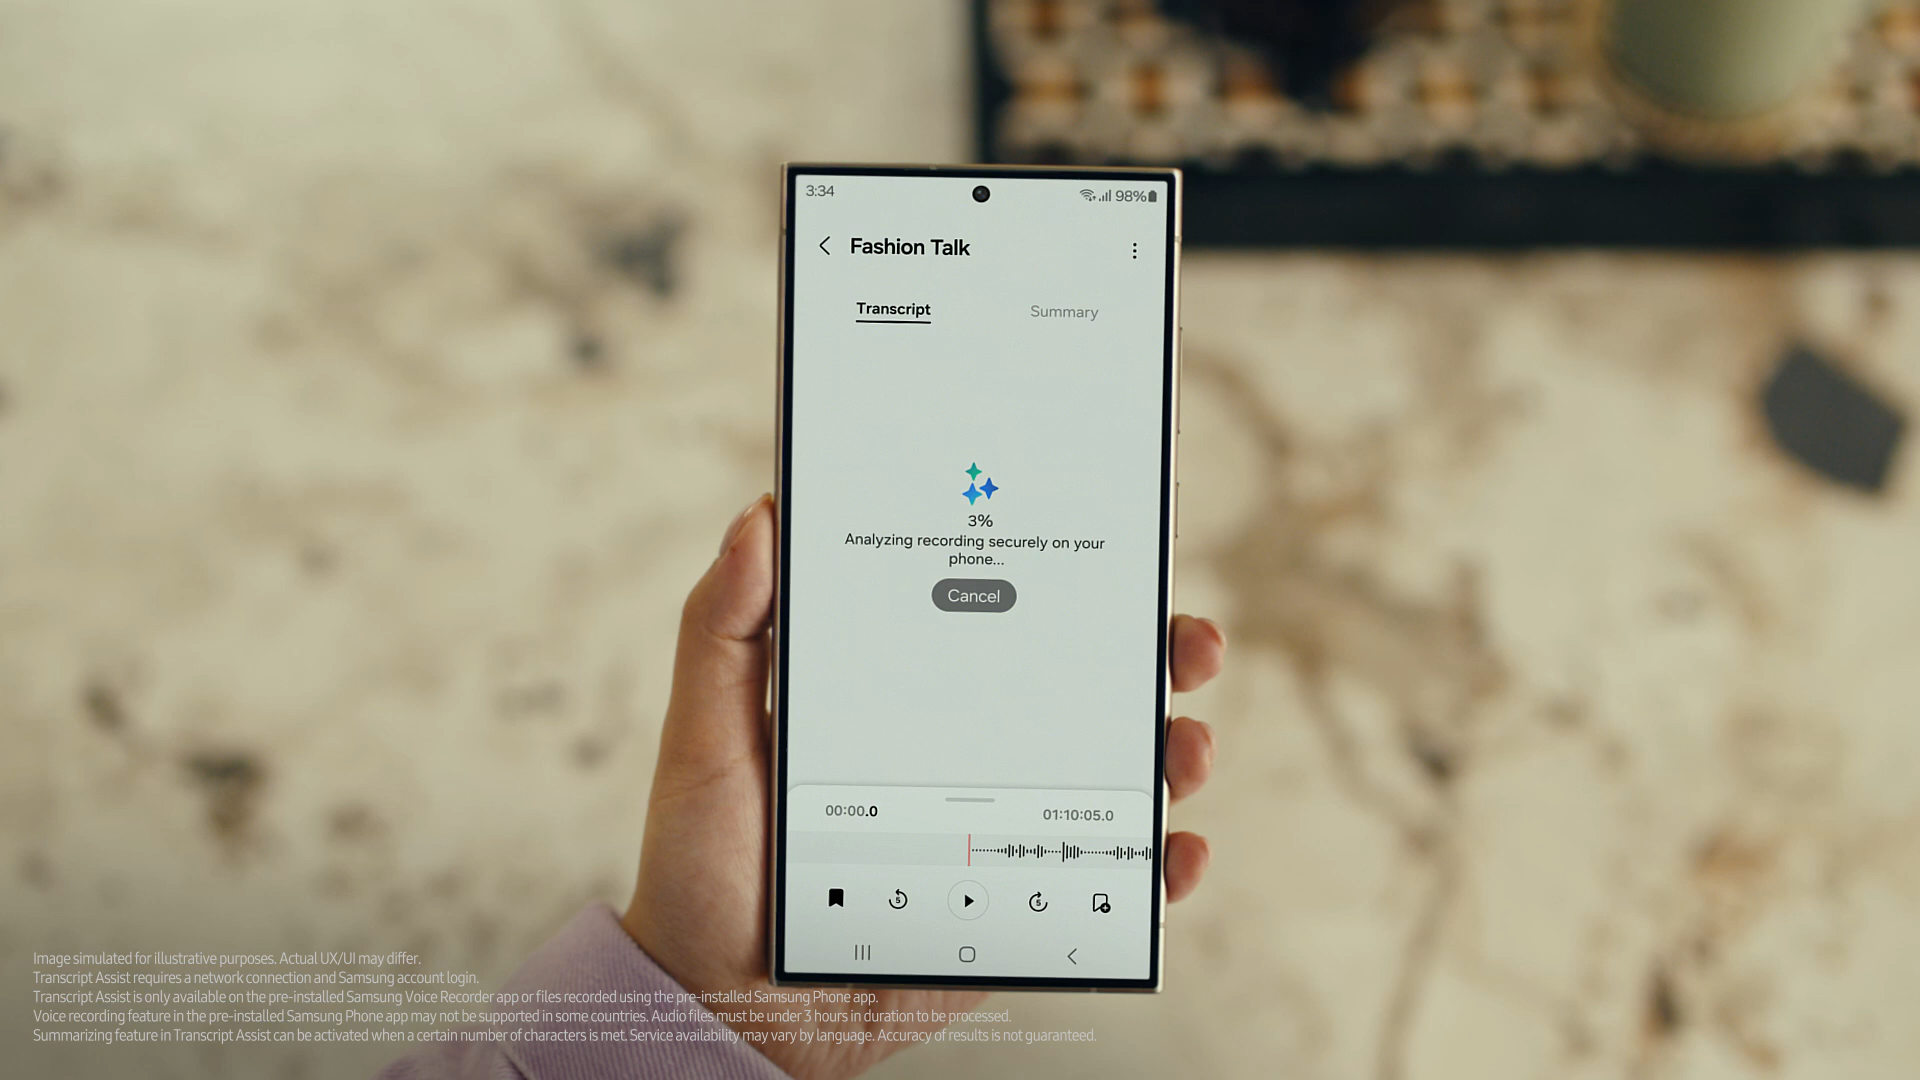 3:34
98%
Fashion Talk
Transcript
Summary
3%
Analyzing recording securely on your
phone...
Cancel
00:00.0
01:10:05.0
5
5
Image simulated for illustrative purposes. Actual UX/UI may differ.
Transcript Assist requires a network connection and Samsung account login.
Transcript Assist is only available on the pre-installed Samsung Voice Recorder app or files recorded using the pre-installed Samsung Phone app.
Voice recording feature in the pre-installed Samsung Phone app may not be supported in some countries. Audio files must be under 3 hours in duration to be processed.
Summarizing feature in Transcript Assist can be activated when a certain number of characters is met. Service availability may vary by language. Accuracy of results is not guaranteed.